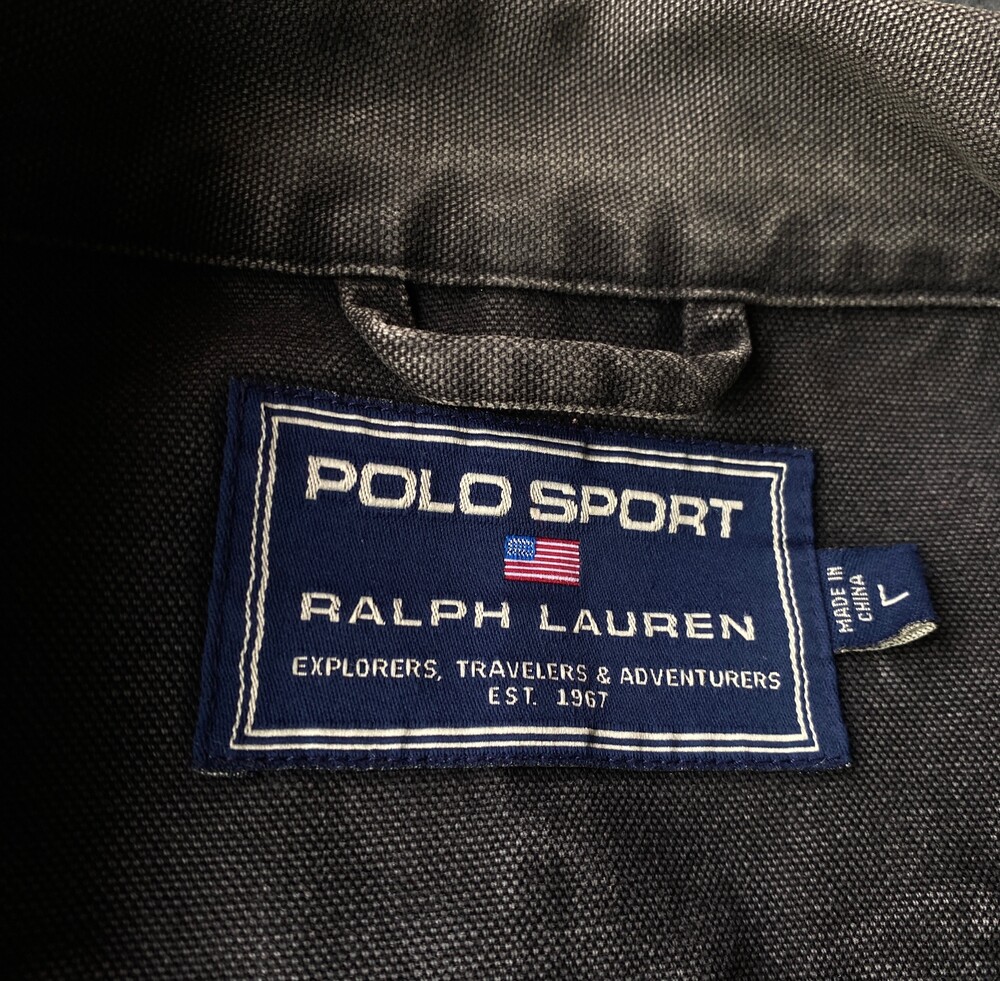 POLO SPORT
RALPH LAUREN
EXPLORERS, TRAVELERS & ADVENTURERS
EST. 1967
MADE IN
CHINA
L